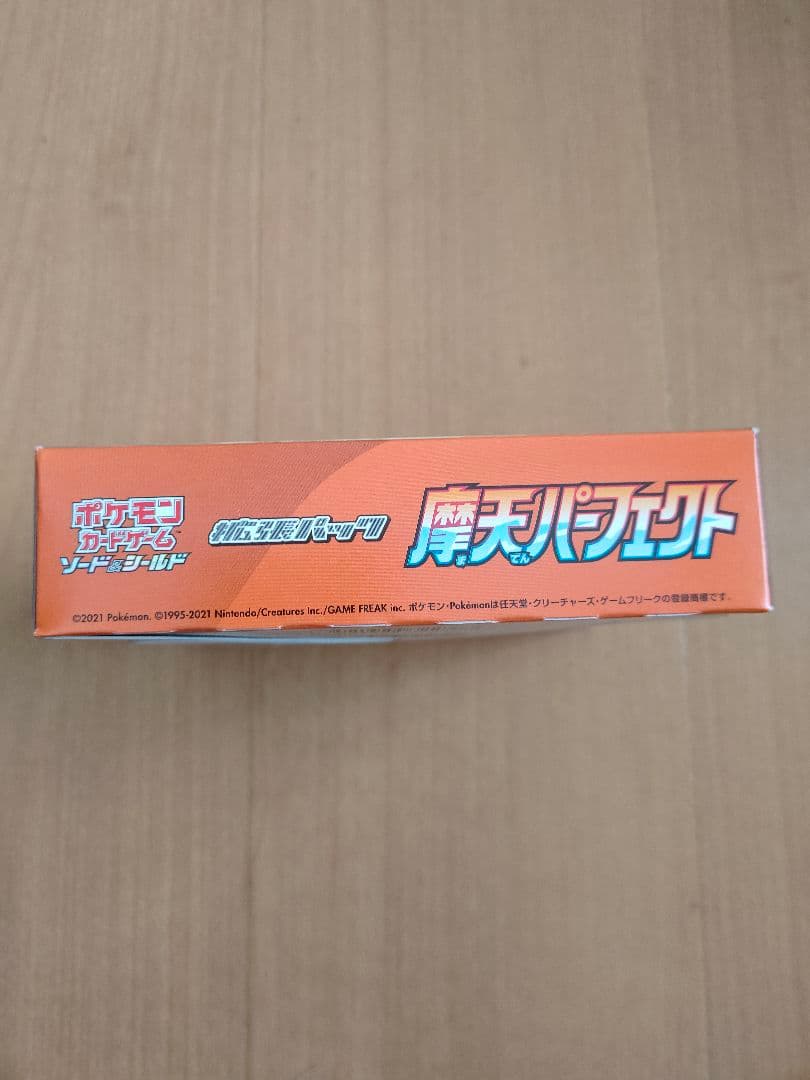 ポケモン
カードゲーム
ソード&シールド
拡張パック
摩天パーフェクト
ま てん
©2021 Pokémon. ©1995-2021 Nintendo/Creatures Inc./GAME FREAK inc. ポケモン・Pokémonは任天堂・クリーチャーズ・ゲームフリークの登録商標です。